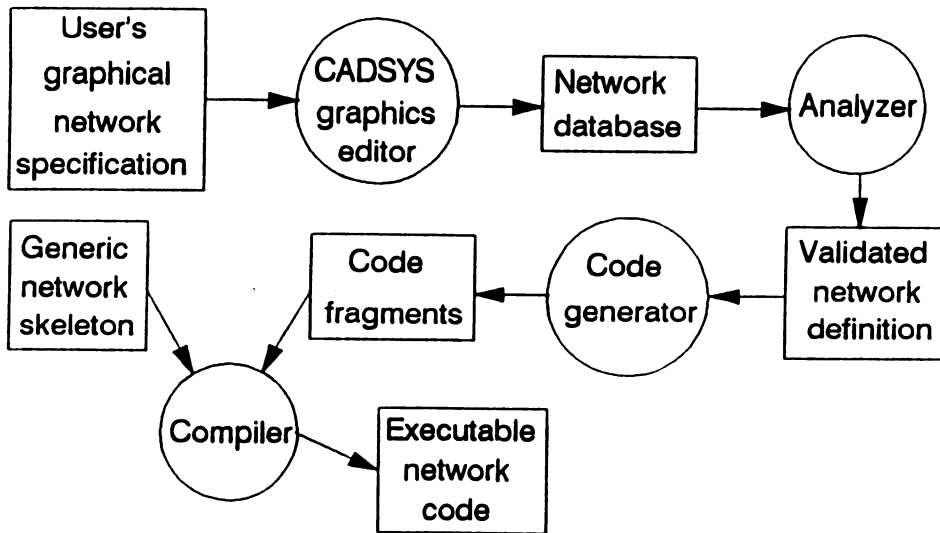 User's
graphical
network
specification
CADSYS
graphics
editor
Network
database
Analyzer
Generic
network
skeleton
Code
fragments
Code
generator
Validated
network
definition
Compiler
Executable
network
code